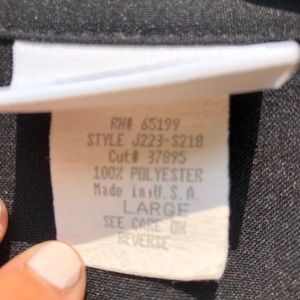 RN# 65199
STYLE J223-S218
Cut# 37895
100% POLYESTER
Made in U.S.A.
LARGE
SEE CARE ON
REVERSE